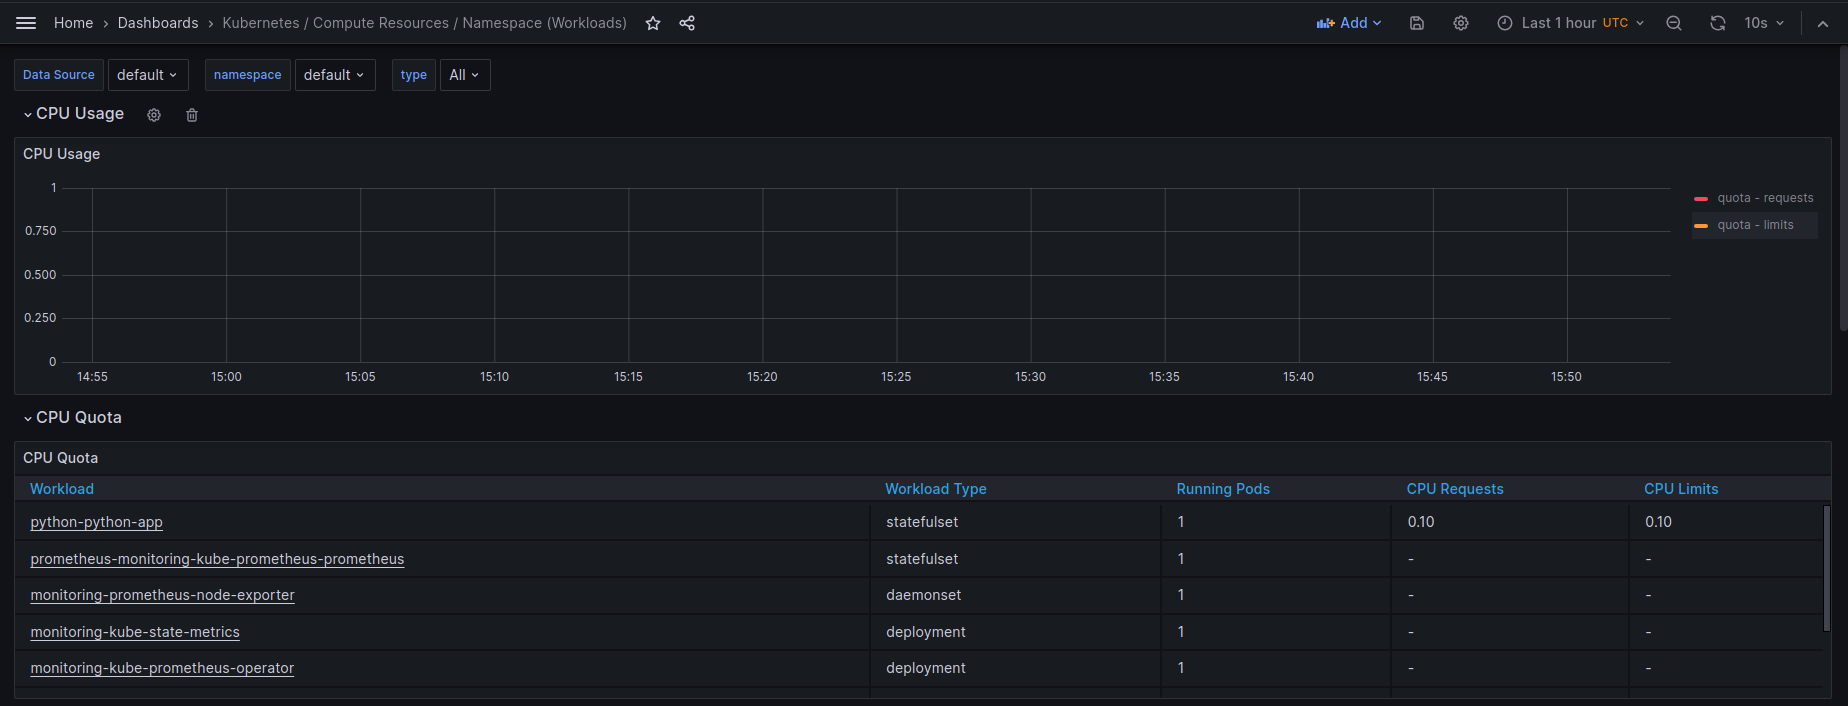 Home > Dashboards > Kubernetes / Compute Resources / Namespace (Workloads) Add Last 1 hour UTC 10s
Data Source default namespace default type All
CPU Usage
CPU Usage
1
0.750
0.500
0.250
0
14:55 15:00 15:05 15:10 15:15 15:20 15:25 15:30 15:35 15:40 15:45 15:50
quota - requests
quota - limits
CPU Quota
CPU Quota
Workload Workload Type Running Pods CPU Requests CPU Limits
python-python-app statefulset 1 0.10 0.10
prometheus-monitoring-kube-prometheus-prometheus statefulset 1 - -
monitoring-prometheus-node-exporter daemonset 1 - -
monitoring-kube-state-metrics deployment 1 - -
monitoring-kube-prometheus-operator deployment 1 - -